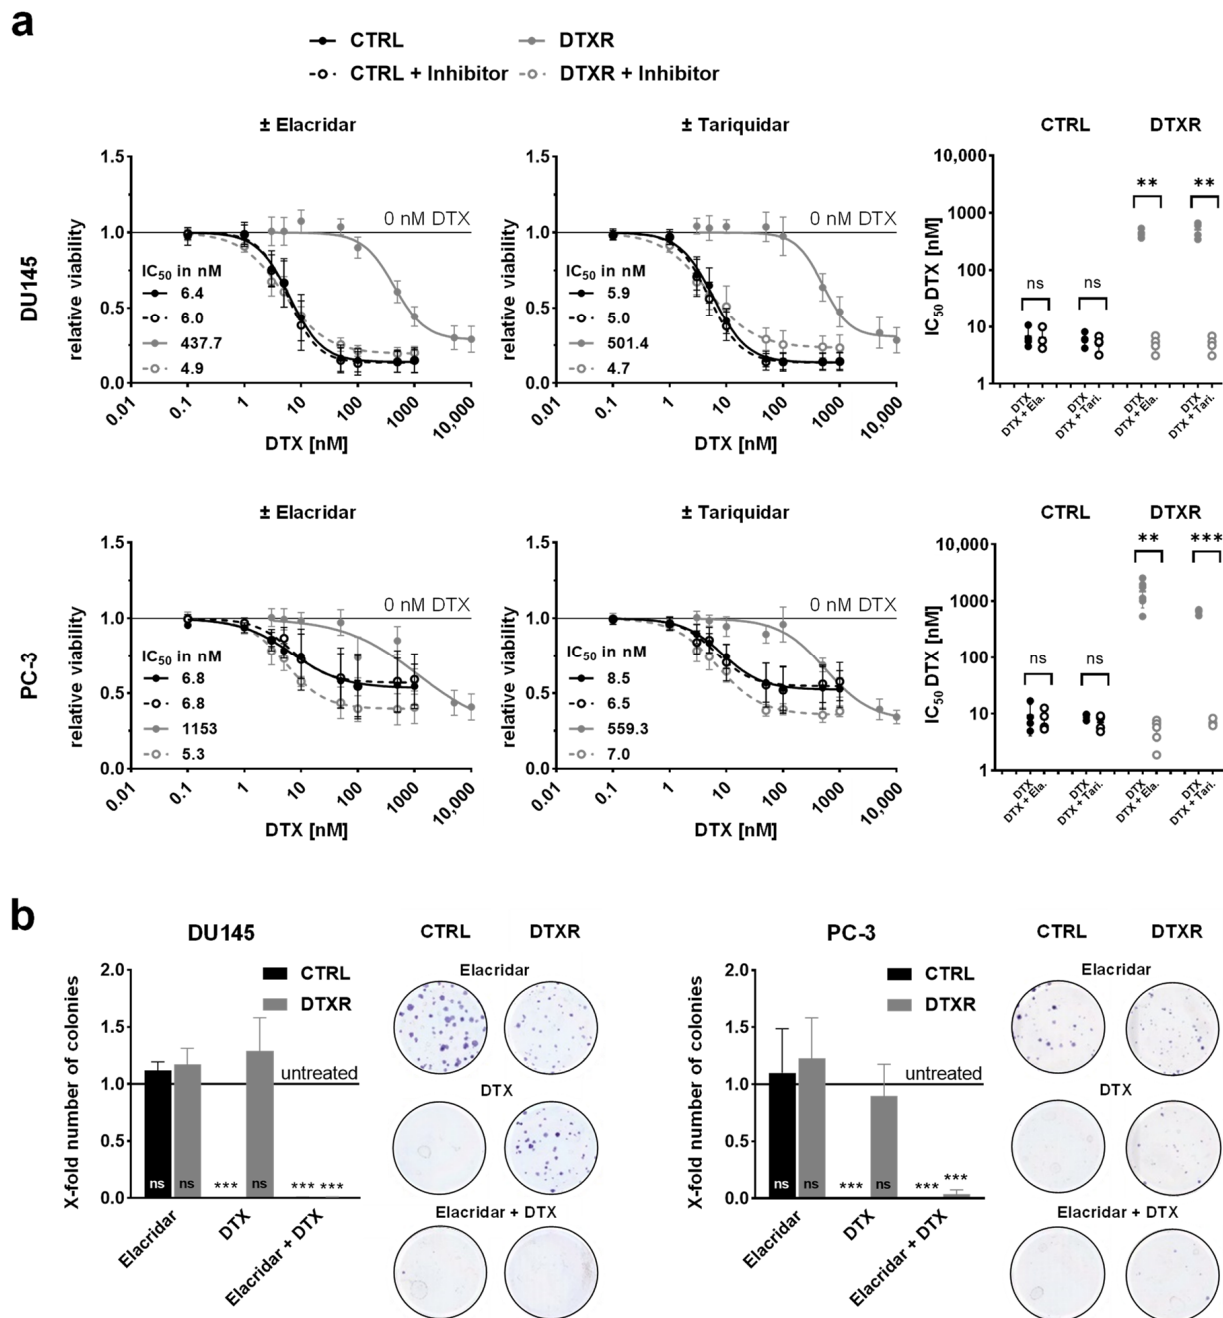 a
CTRL
DTXR
CTRL + Inhibitor
DTXR + Inhibitor
DU145
± Elacridar
relative viability
1.5
1.0
0.5
0.0
0 nM DTX
IC50 in nM
6.4
6.0
437.7
4.9
0.01 0.1 1 10 100 1000 10,000
DTX [nM]
± Tariquidar
relative viability
1.5
1.0
0.5
0.0
0 nM DTX
IC50 in nM
5.9
5.0
501.4
4.7
0.01 0.1 1 10 100 1000 10,000
DTX [nM]
CTRL DTXR
IC50 DTX [nM]
10,000
1000
100
10
1
ns ns ** **
DTX
DTX + Ela.
DTX
DTX + Tari.
DTX
DTX + Ela.
DTX
DTX + Tari.
PC-3
± Elacridar
relative viability
1.5
1.0
0.5
0.0
0 nM DTX
IC50 in nM
6.8
6.8
1153
5.3
0.01 0.1 1 10 100 1000 10,000
DTX [nM]
± Tariquidar
relative viability
1.5
1.0
0.5
0.0
0 nM DTX
IC50 in nM
8.5
6.5
559.3
7.0
0.01 0.1 1 10 100 1000 10,000
DTX [nM]
CTRL DTXR
IC50 DTX [nM]
10,000
1000
100
10
1
ns ns ** ***
DTX
DTX + Ela.
DTX
DTX + Tari.
DTX
DTX + Ela.
DTX
DTX + Tari.
b
DU145
X-fold number of colonies
2.0
1.5
1.0
0.5
0.0
CTRL
DTXR
untreated
ns ns *** ns *** ***
Elacridar
DTX
Elacridar + DTX
CTRL DTXR
Elacridar
DTX
Elacridar + DTX
PC-3
X-fold number of colonies
2.0
1.5
1.0
0.5
0.0
CTRL
DTXR
untreated
ns ns *** ns *** ***
Elacridar
DTX
Elacridar + DTX
CTRL DTXR
Elacridar
DTX
Elacridar + DTX